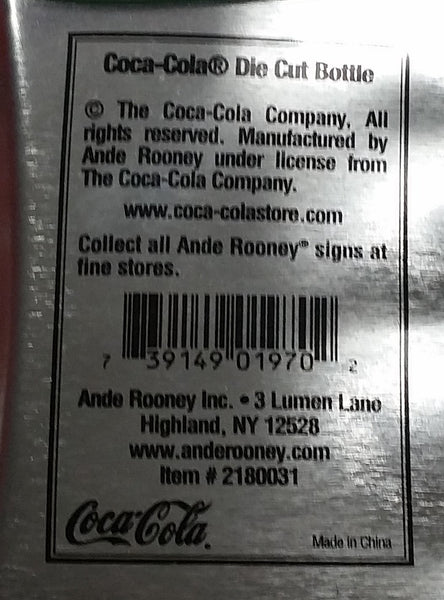 Coca-Cola® Die Cut Bottle
© The Coca-Cola Company, All
rights reserved. Manufactured by
Ande Rooney under license from
The Coca-Cola Company.
www.coca-colastore.com
Collect all Ande Rooney® signs at
fine stores.
7 39149 01970 2
Ande Rooney Inc. • 3 Lumen Lane
Highland, NY 12528
www.anderooney.com
Item # 2180031
Coca-Cola
Made in China